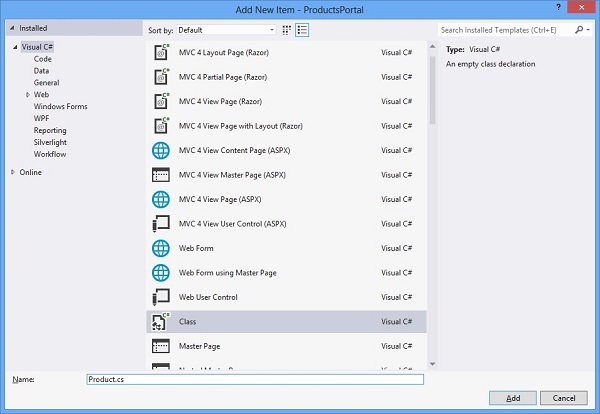 Add New Item - ProductsPortal
Installed
Visual C#
Code
Data
General
Web
Windows Forms
WPF
Reporting
Silverlight
Workflow
Online
Sort by: Default
MVC 4 Layout Page (Razor) Visual C#
MVC 4 Partial Page (Razor) Visual C#
MVC 4 View Page (Razor) Visual C#
MVC 4 View Page with Layout (Razor) Visual C#
MVC 4 View Content Page (ASPX) Visual C#
MVC 4 View Master Page (ASPX) Visual C#
MVC 4 View Page (ASPX) Visual C#
MVC 4 View User Control (ASPX) Visual C#
Web Form Visual C#
Web Form using Master Page Visual C#
Web User Control Visual C#
Class Visual C#
Master Page Visual C#
Search Installed Templates (Ctrl+E)
Type: Visual C#
An empty class declaration
Name: Product.cs
Add Cancel